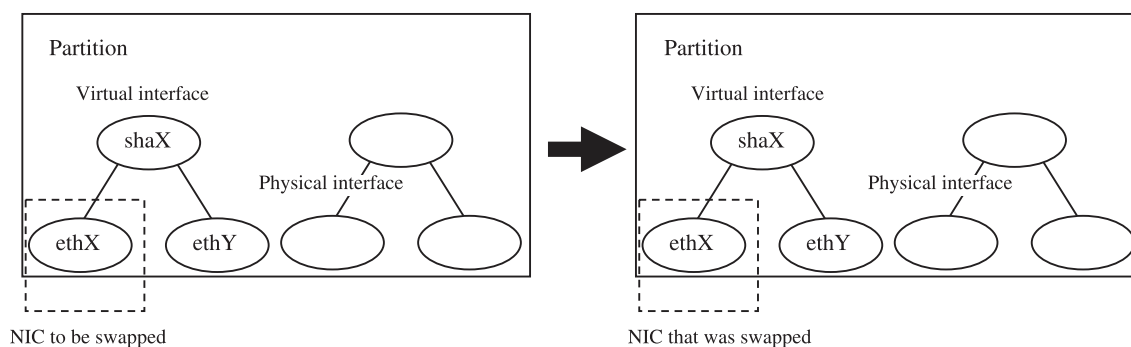 Partition
Virtual interface
shaX
Physical interface
ethX
ethY
NIC to be swapped
Partition
Virtual interface
shaX
Physical interface
ethX
ethY
NIC that was swapped